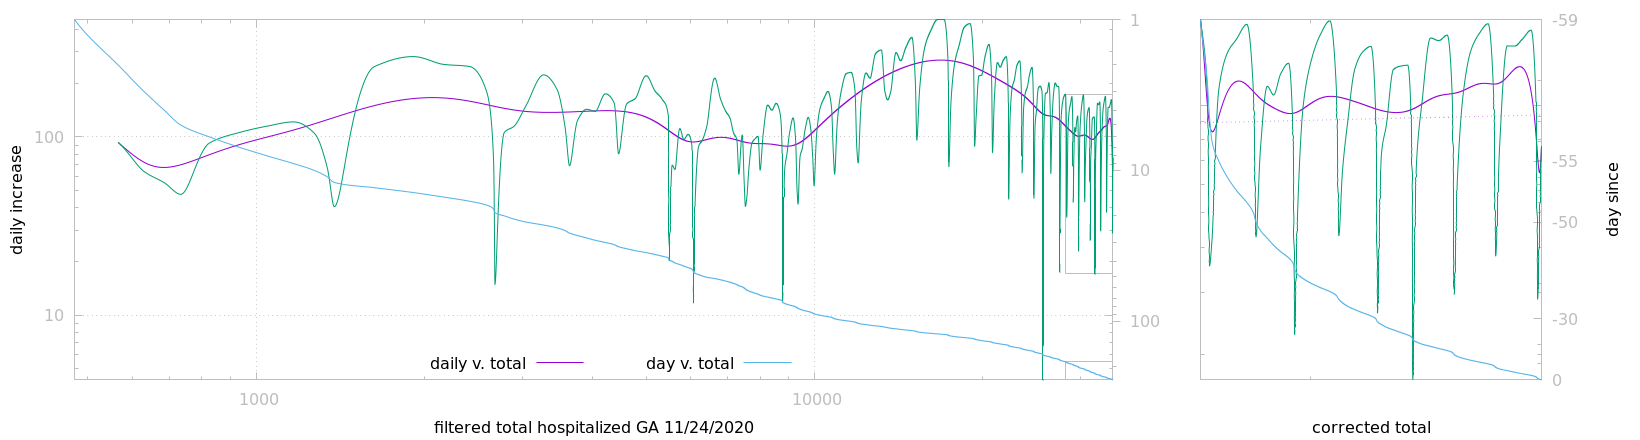 daily increase
100
10
1000
10000
1
10
100
daily v. total
day v. total
filtered total hospitalized GA 11/24/2020
-59
-55
-50
-30
0
day since
corrected total